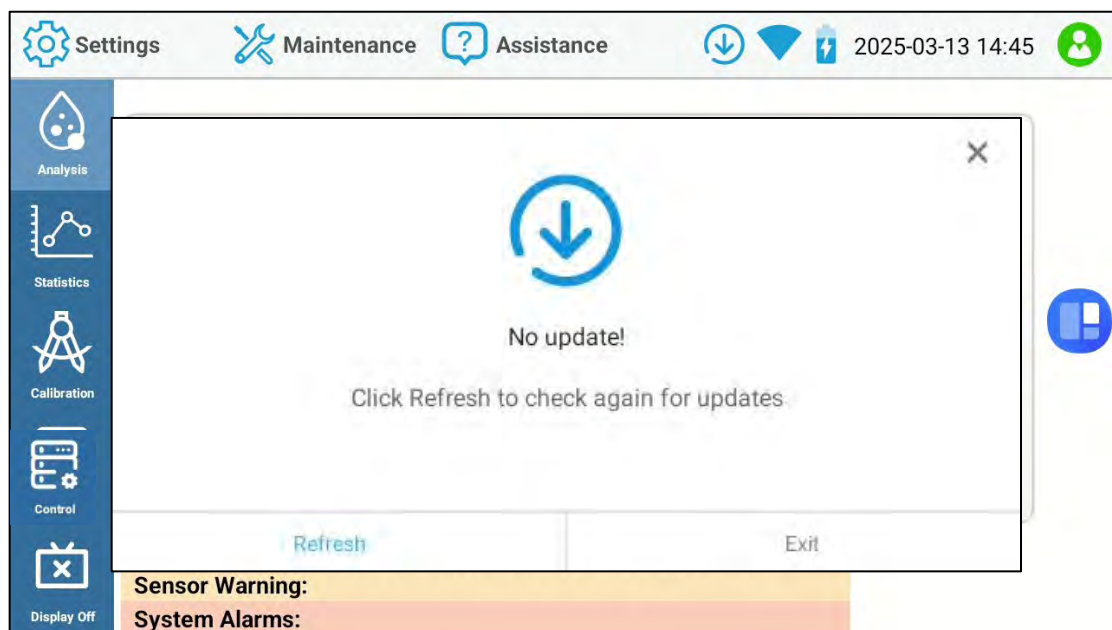 Settings
Maintenance
Assistance
2025-03-13 14:45
Analysis
Statistics
Calibration
Control
Display Off
No update!
Click Refresh to check again for updates
Refresh
Exit
Sensor Warning:
System Alarms: